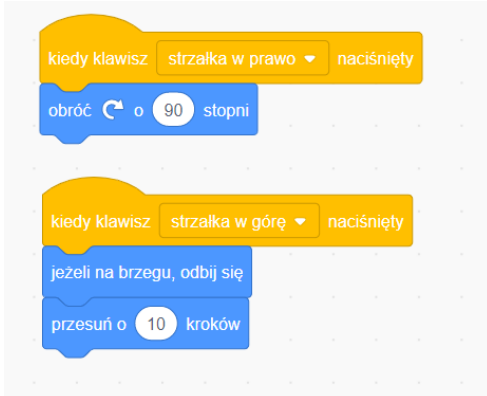 kiedy klawisz strzałka w prawo naciśnięty
obróć o 90 stopni
kiedy klawisz strzałka w górę naciśnięty
jeżeli na brzegu, odbij się
przesuń o 10 kroków